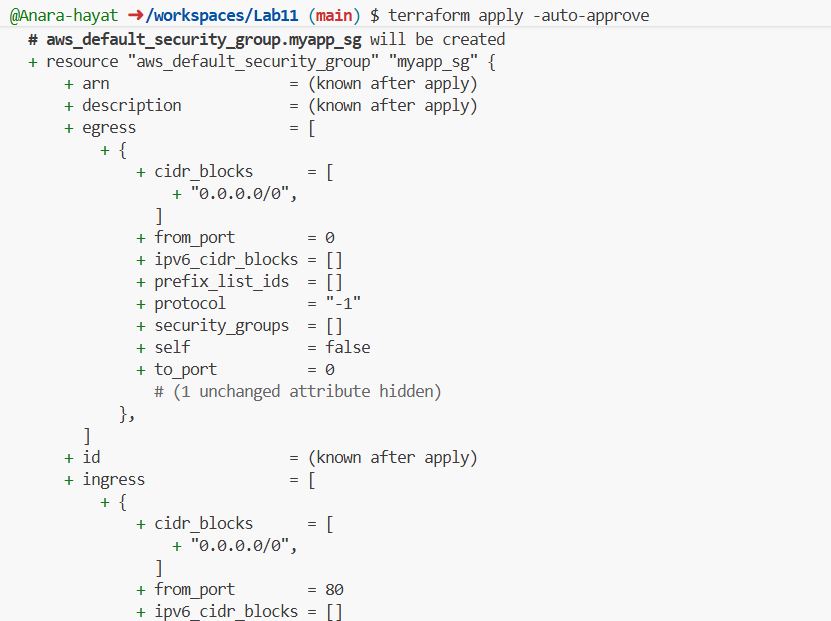 @Anara-hayat ➜/workspaces/Lab11 (main) $ terraform apply -auto-approve
# aws_default_security_group.myapp_sg will be created
+ resource "aws_default_security_group" "myapp_sg" {
+ arn = (known after apply)
+ description = (known after apply)
+ egress = [
+ {
+ cidr_blocks = [
+ "0.0.0.0/0",
]
+ from_port = 0
+ ipv6_cidr_blocks = []
+ prefix_list_ids = []
+ protocol = "-1"
+ security_groups = []
+ self = false
+ to_port = 0
# (1 unchanged attribute hidden)
},
]
+ id = (known after apply)
+ ingress = [
+ {
+ cidr_blocks = [
+ "0.0.0.0/0",
]
+ from_port = 80
+ ipv6_cidr_blocks = []